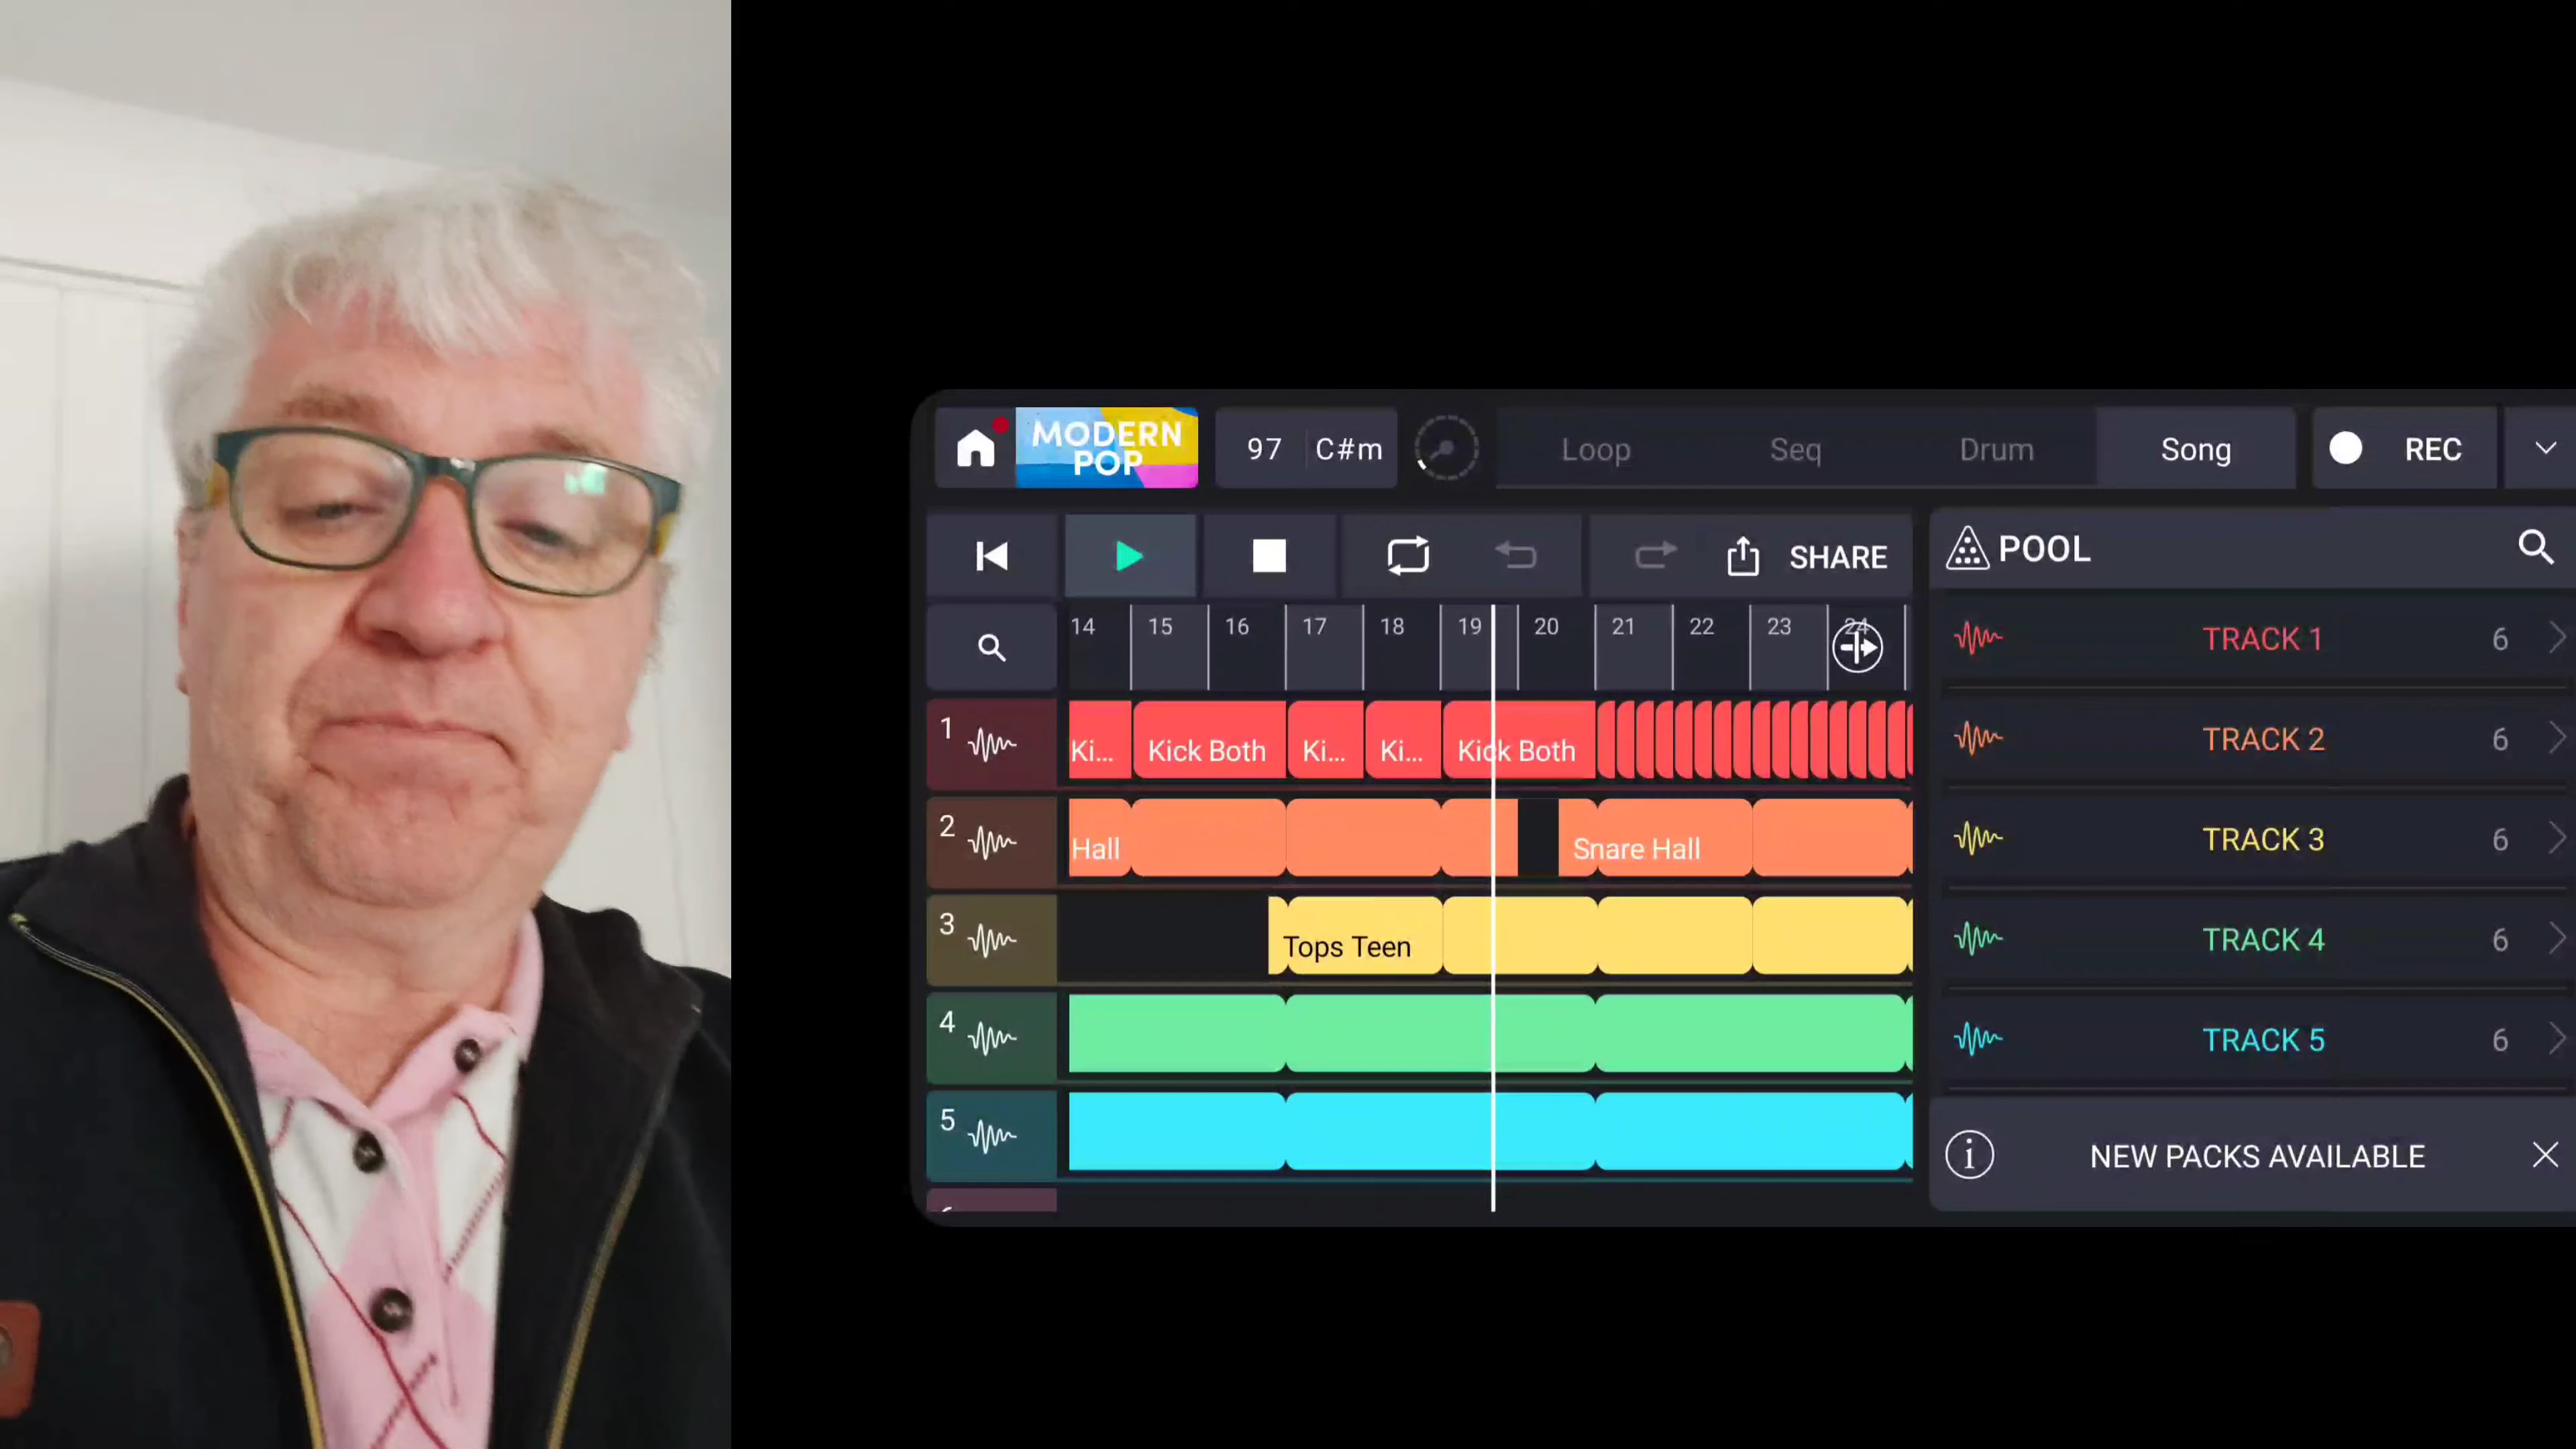 MODERN
POP
97 C#m
Loop
Seq
Drum
Song
REC
SHARE
POOL
14 15 16 17 18 19 20 21 22 23 24
1
Ki...
Kick Both
Ki...
Ki...
Kick Both
2
Hall
Snare Hall
3
Tops Teen
4
5
TRACK 1 6
TRACK 2 6
TRACK 3 6
TRACK 4 6
TRACK 5 6
NEW PACKS AVAILABLE